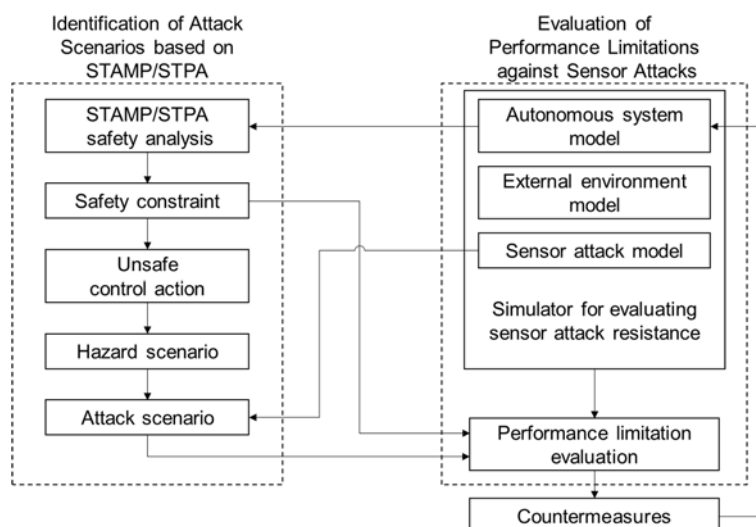 Identification of Attack
Scenarios based on
STAMP/STPA
STAMP/STPA
safety analysis
Safety constraint
Unsafe
control action
Hazard scenario
Attack scenario
Evaluation of
Performance Limitations
against Sensor Attacks
Autonomous system
model
External environment
model
Sensor attack model
Simulator for evaluating
sensor attack resistance
Performance limitation
evaluation
Countermeasures